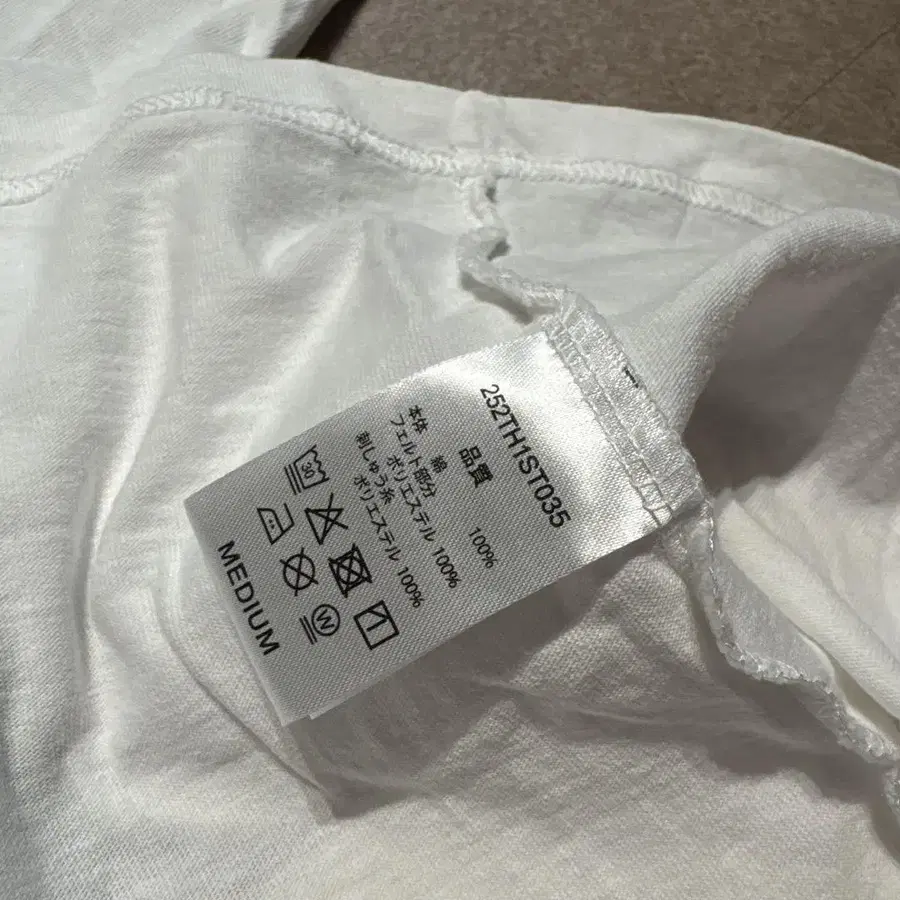 252TH1ST035
品質
本体 綿 100%
フェルト部分
ポリエステル 100%
刺しゅう糸
ポリエステル 100%
30
W
MEDIUM